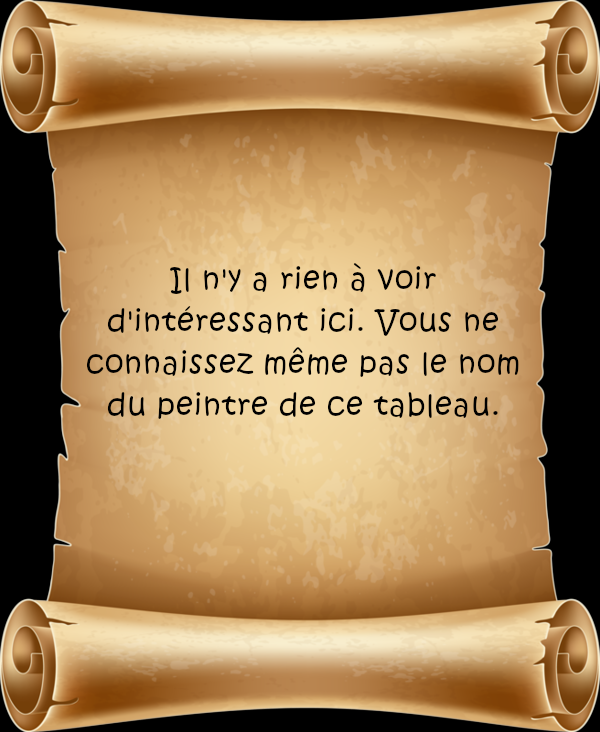 Il n'y a rien à voir
d'intéressant ici. Vous ne
connaissez même pas le nom
du peintre de ce tableau.